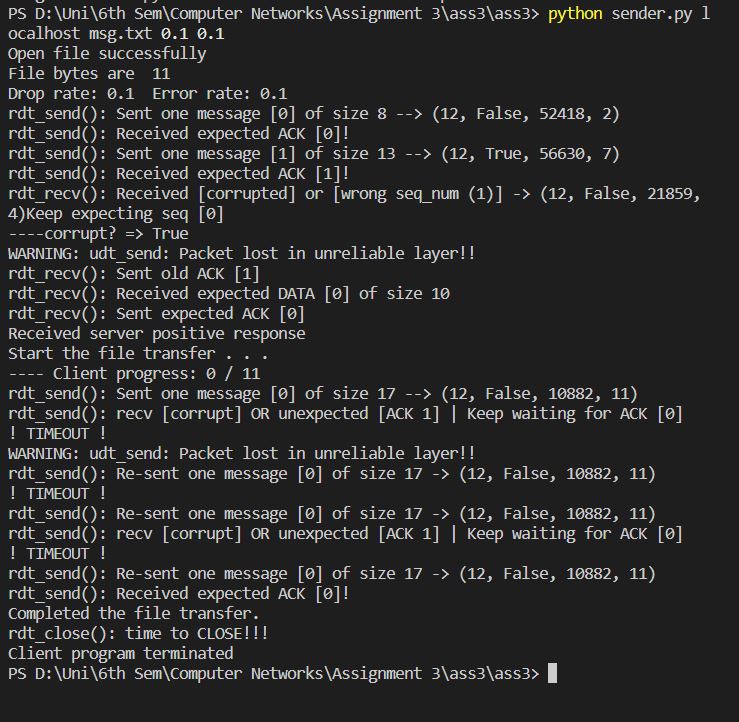 PS D:\Uni\6th Sem\Computer Networks\Assignment 3\ass3\ass3> python sender.py l
ocalhost msg.txt 0.1 0.1
Open file successfully
File bytes are  11
Drop rate: 0.1  Error rate: 0.1
rdt_send(): Sent one message [0] of size 8 --> (12, False, 52418, 2)
rdt_send(): Received expected ACK [0]!
rdt_send(): Sent one message [1] of size 13 --> (12, True, 56630, 7)
rdt_send(): Received expected ACK [1]!
rdt_recv(): Received [corrupted] or [wrong seq_num (1)] -> (12, False, 21859,
4)Keep expecting seq [0]
----corrupt? => True
WARNING: udt_send: Packet lost in unreliable layer!!
rdt_recv(): Sent old ACK [1]
rdt_recv(): Received expected DATA [0] of size 10
rdt_recv(): Sent expected ACK [0]
Received server positive response
Start the file transfer . . .
---- Client progress: 0 / 11
rdt_send(): Sent one message [0] of size 17 --> (12, False, 10882, 11)
rdt_send(): recv [corrupt] OR unexpected [ACK 1] | Keep waiting for ACK [0]
! TIMEOUT !
WARNING: udt_send: Packet lost in unreliable layer!!
rdt_send(): Re-sent one message [0] of size 17 -> (12, False, 10882, 11)
! TIMEOUT !
rdt_send(): Re-sent one message [0] of size 17 -> (12, False, 10882, 11)
rdt_send(): recv [corrupt] OR unexpected [ACK 1] | Keep waiting for ACK [0]
! TIMEOUT !
rdt_send(): Re-sent one message [0] of size 17 -> (12, False, 10882, 11)
rdt_send(): Received expected ACK [0]!
Completed the file transfer.
rdt_close(): time to CLOSE!!!
Client program terminated
PS D:\Uni\6th Sem\Computer Networks\Assignment 3\ass3\ass3>